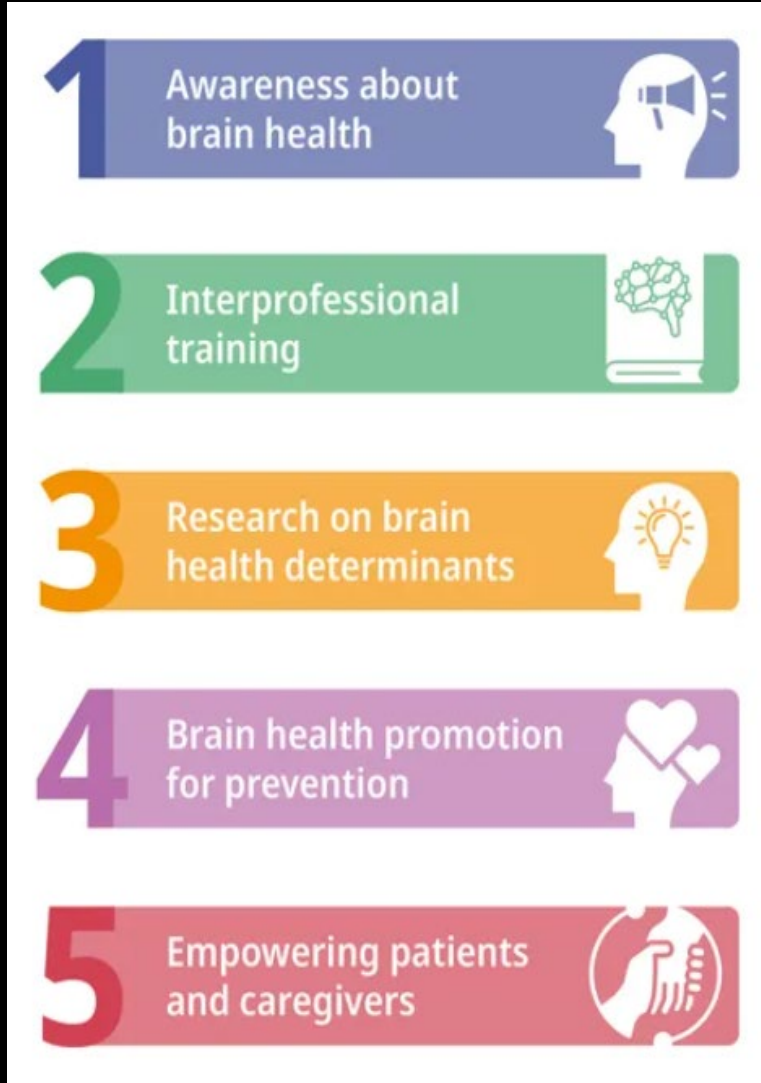 1
Awareness about
brain health
2
Interprofessional
training
3
Research on brain
health determinants
4
Brain health promotion
for prevention
5
Empowering patients
and caregivers